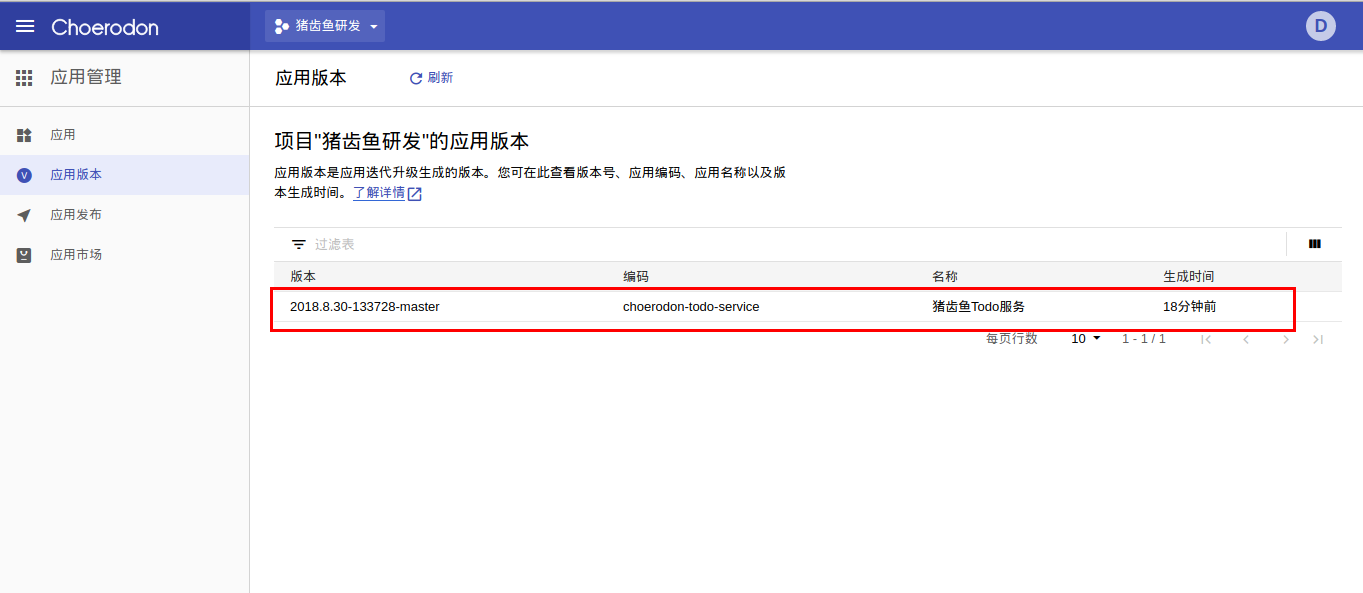 Choerodon
猪齿鱼研发
D
应用管理
应用版本
刷新
应用
V
应用版本
应用发布
应用市场
项目"猪齿鱼研发"的应用版本
应用版本是应用迭代升级生成的版本。您可在此查看版本号、应用编码、应用名称以及版
本生成时间。了解详情
过滤表
版本 编码 名称 生成时间
2018.8.30-133728-master choerodon-todo-service 猪齿鱼Todo服务 18分钟前
每页行数 10 1 - 1 / 1